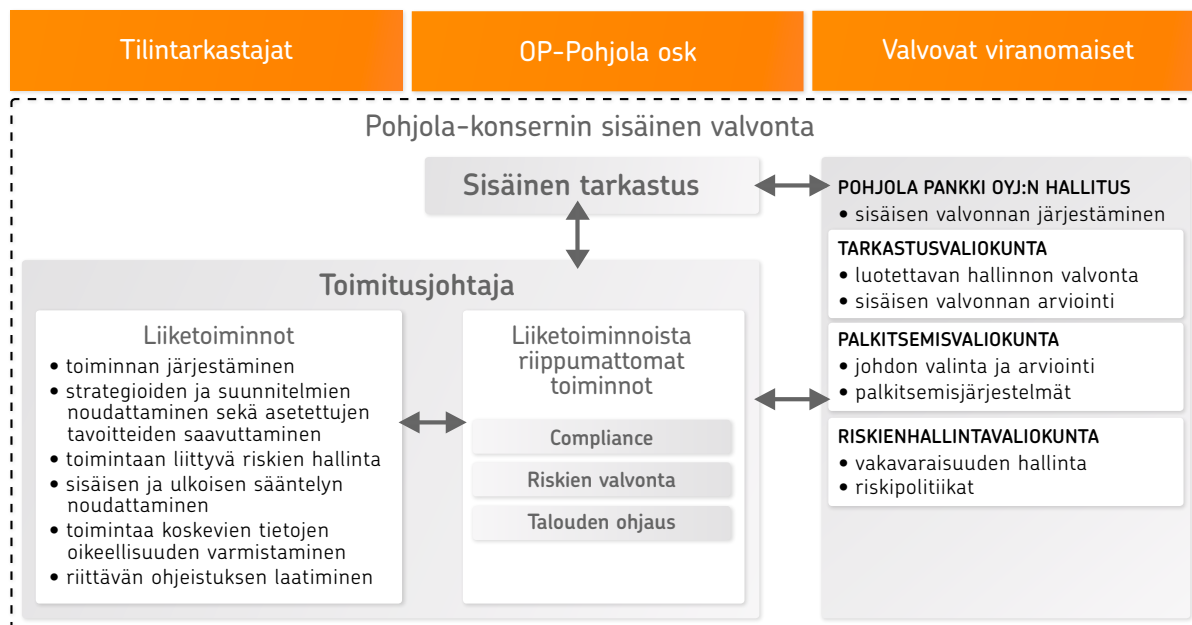 Tilintarkastajat
OP-Pohjola osk
Valvovat viranomaiset
Pohjola-konsernin sisäinen valvonta
Sisäinen tarkastus
Toimitusjohtaja
Liiketoiminnot
• toiminnan järjestäminen
• strategioiden ja suunnitelmien
noudattaminen sekä asetettujen
tavoitteiden saavuttaminen
• toimintaan liittyvä riskien hallinta
• sisäisen ja ulkoisen sääntelyn
noudattaminen
• toimintaa koskevien tietojen
oikeellisuuden varmistaminen
• riittävän ohjeistuksen laatiminen
Liiketoiminnoista
riippumattomat
toiminnot
Compliance
Riskien valvonta
Talouden ohjaus
POHJOLA PANKKI OYJ:N HALLITUS
• sisäisen valvonnan järjestäminen
TARKASTUSVALIOKUNTA
• luotettavan hallinnon valvonta
• sisäisen valvonnan arviointi
PALKITSEMISVALIOKUNTA
• johdon valinta ja arviointi
• palkitsemisjärjestelmät
RISKIENHALLINTAVALIOKUNTA
• vakavaraisuuden hallinta
• riskipolitiikat